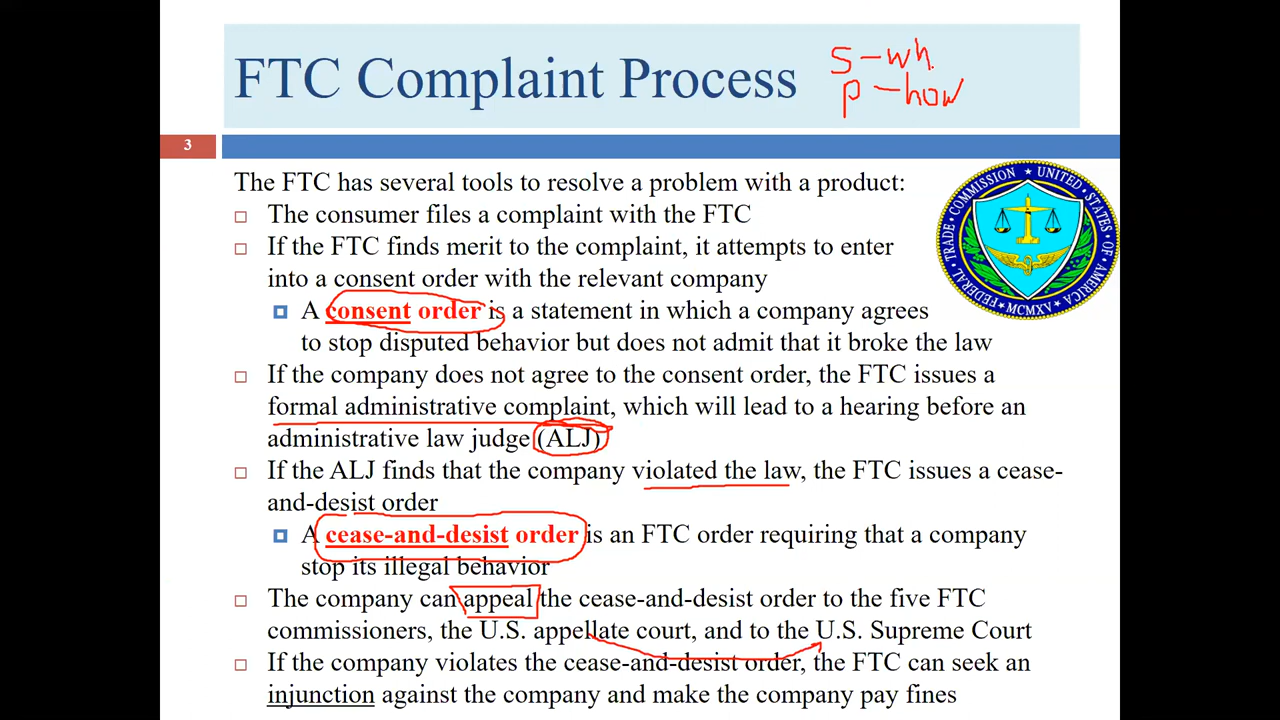 FTC Complaint Process
S – wh
P – how
3
The FTC has several tools to resolve a problem with a product:
The consumer files a complaint with the FTC
If the FTC finds merit to the complaint, it attempts to enter
into a consent order with the relevant company
A consent order is a statement in which a company agrees
to stop disputed behavior but does not admit that it broke the law
If the company does not agree to the consent order, the FTC issues a
formal administrative complaint, which will lead to a hearing before an
administrative law judge (ALJ)
If the ALJ finds that the company violated the law, the FTC issues a cease-
and-desist order
A cease-and-desist order is an FTC order requiring that a company
stop its illegal behavior
The company can appeal the cease-and-desist order to the five FTC
commissioners, the U.S. appellate court, and to the U.S. Supreme Court
If the company violates the cease-and-desist order, the FTC can seek an
injunction against the company and make the company pay fines
FEDERAL TRADE COMMISSION ★ UNITED STATES OF AMERICA
MCMXV